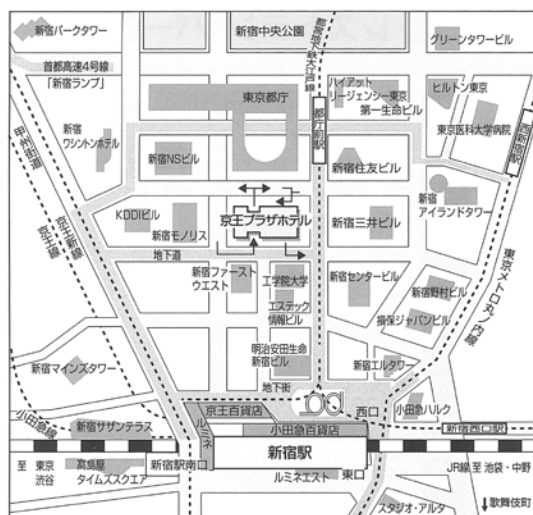 新宿パークタワー
新宿中央公園
都営地下鉄大江戸線
グリーンタワービル
首都高速4号線
「新宿ランプ」
東京都庁
ハイアット
リージェンシー東京
第一生命ビル
ヒルトン東京
東京医科大学病院
西新宿駅
甲州街道
新宿
ワシントンホテル
新宿NSビル
都庁前駅
新宿住友ビル
京王新線
京王線
KDDIビル
新宿モノリス
京王プラザホテル
新宿三井ビル
新宿
アイランドタワー
地下道
新宿ファースト
ウエスト
工学院大学
エステック
情報ビル
新宿センタービル
新宿野村ビル
東京メトロ丸ノ内線
損保ジャパンビル
明治安田生命
新宿ビル
新宿エルタワー
新宿マインズタワー
地下街
京王百貨店
西口
小田急ハルク
小田急線
新宿サザンテラス
ルミネ
小田急百貨店
新宿西口駅
新宿駅
至 東京
渋谷
高島屋
タイムズスクエア
新宿駅南口
ルミネエスト
東口
JR線 至 池袋・中野
スタジオ・アルタ
歌舞伎町